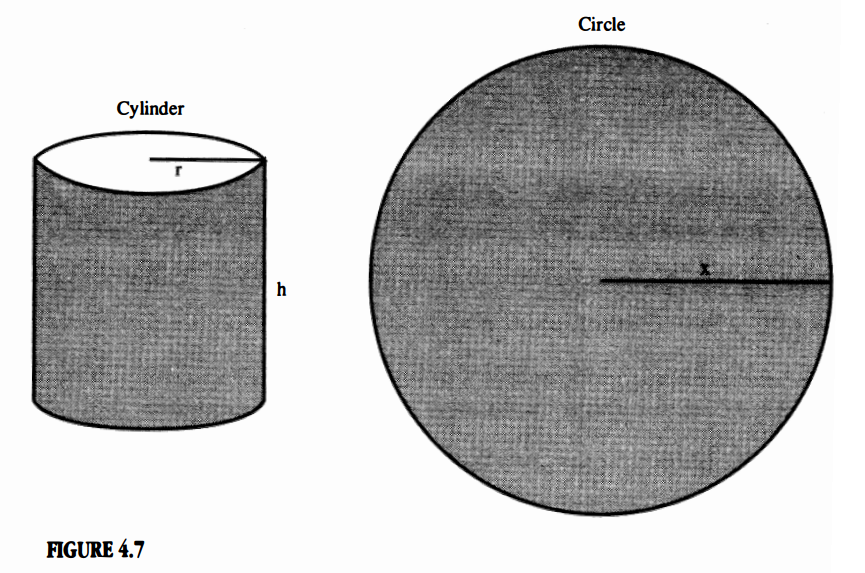 Circle
Cylinder
r
x
h
FIGURE 4.7